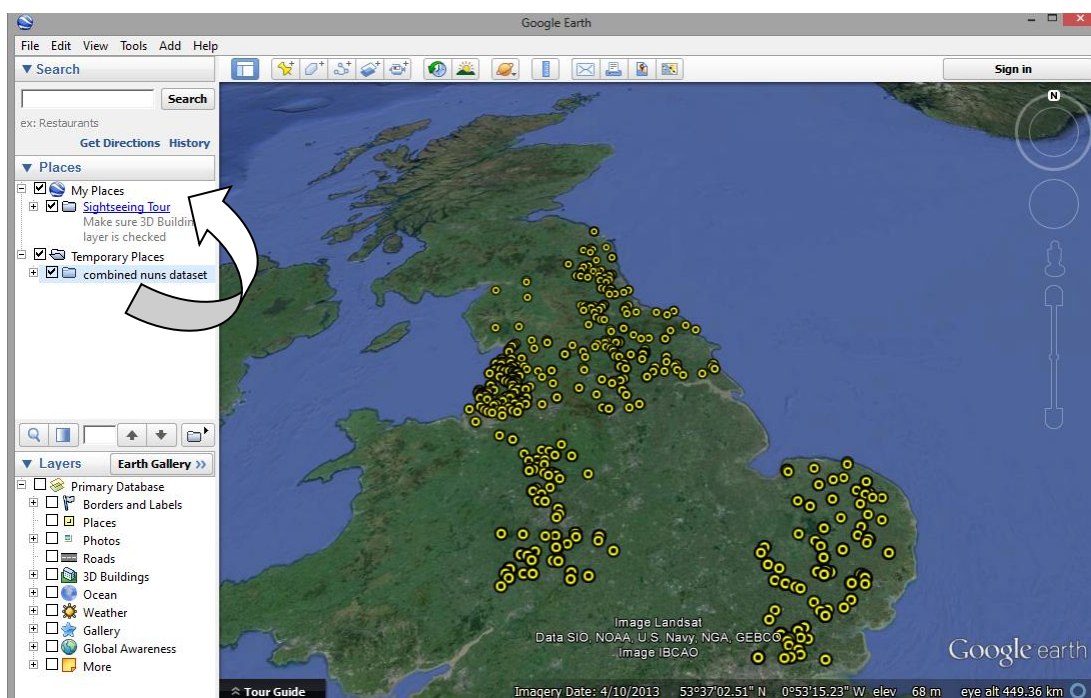 Google Earth
File Edit View Tools Add Help
Search
Sign in
Search
ex: Restaurants
Get Directions History
Places
My Places
Sightseeing Tour
Make sure 3D Buildin
layer is checked
Temporary Places
combined nuns dataset
Layers
Earth Gallery >>
Primary Database
Borders and Labels
Places
Photos
Roads
3D Buildings
Ocean
Weather
Gallery
Global Awareness
More
N
Image Landsat
Data SIO, NOAA, U.S. Navy, NGA, GEBCO
Image IBCAO
Google earth
Tour Guide
Imagery Date: 4/10/2013 53°37'02.51" N 0°53'15.23" W elev 68 m eye alt 449.36 km